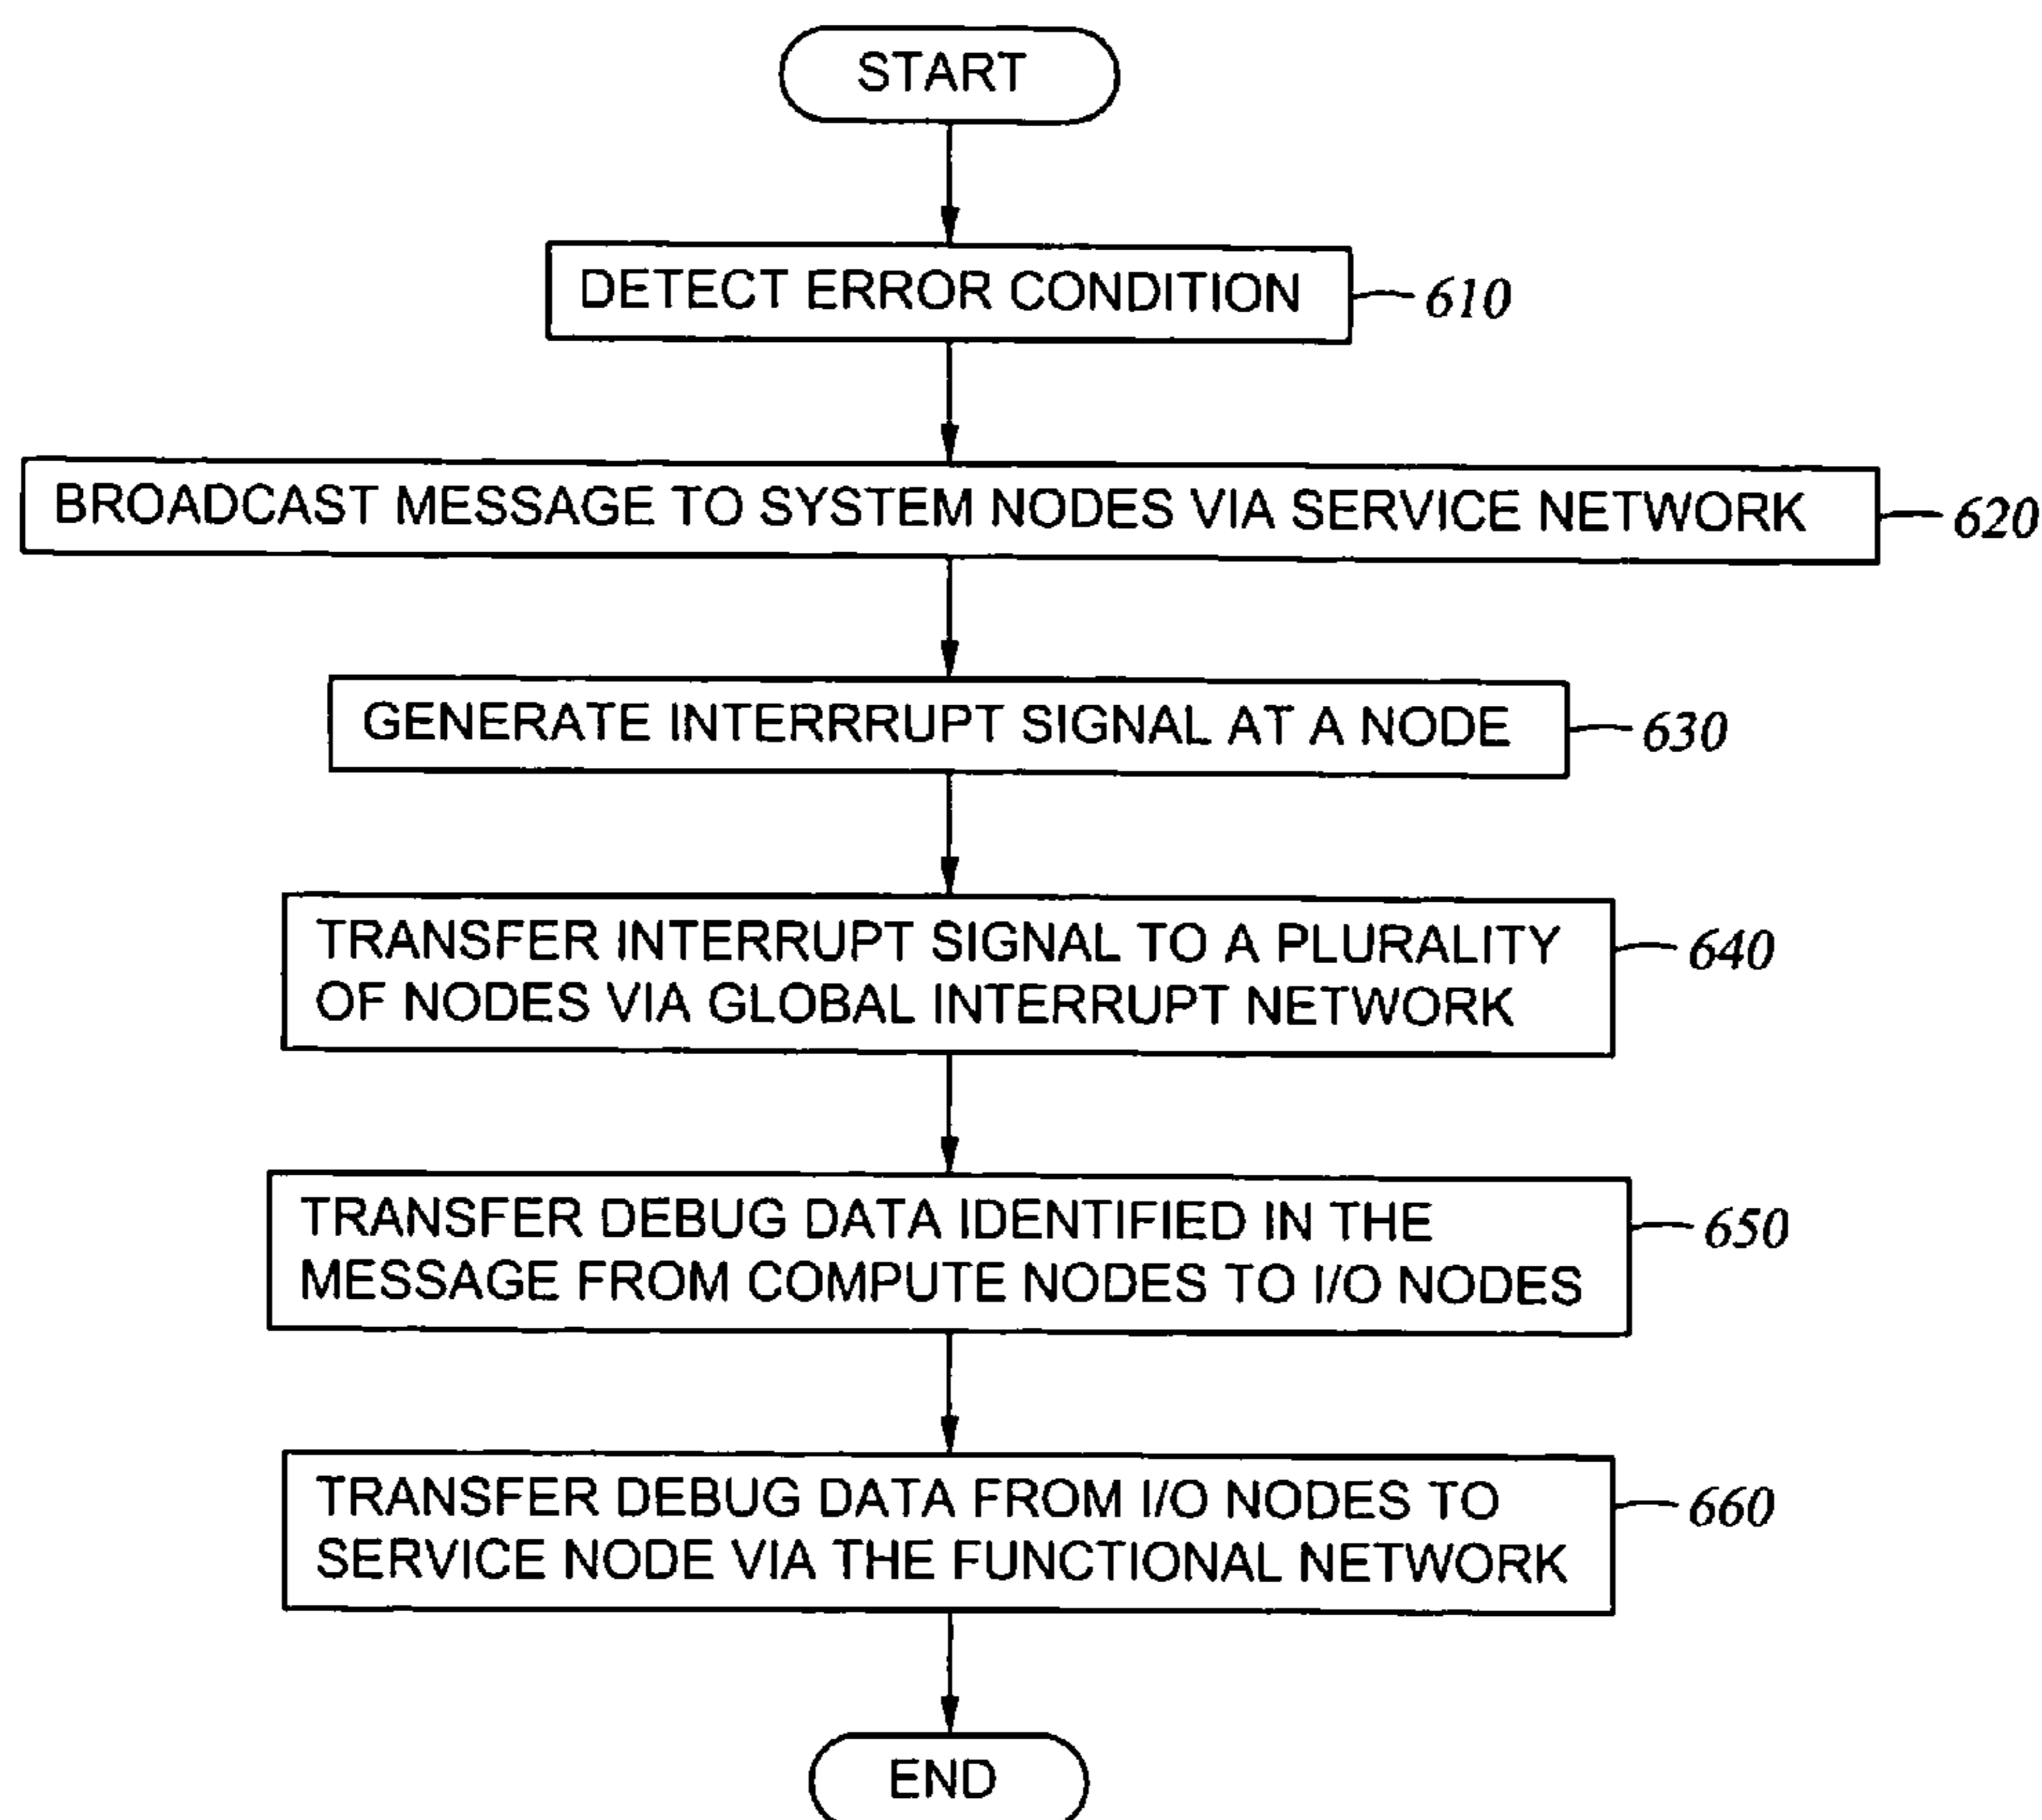 START
DETECT ERROR CONDITION
610
BROADCAST MESSAGE TO SYSTEM NODES VIA SERVICE NETWORK
620
GENERATE INTERRRUPT SIGNAL AT A NODE
630
TRANSFER INTERRUPT SIGNAL TO A PLURALITY
OF NODES VIA GLOBAL INTERRUPT NETWORK
640
TRANSFER DEBUG DATA IDENTIFIED IN THE
MESSAGE FROM COMPUTE NODES TO I/O NODES
650
TRANSFER DEBUG DATA FROM I/O NODES TO
SERVICE NODE VIA THE FUNCTIONAL NETWORK
660
END